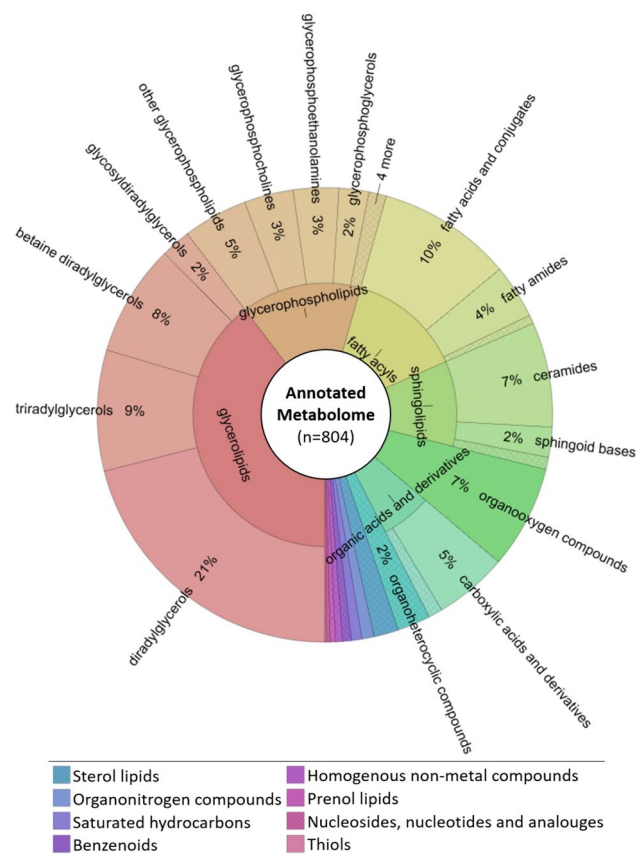 Annotated
Metabolome
(n=804)
glycerolipids
glycerophospholipids
fatty acyls
sphingolipids
organic acids and derivatives
diradylglycerols 21%
triradylglycerols 9%
betaine diradylglycerols 8%
glycosyldiradylglycerols 2%
other glycerophospholipids 5%
glycerophosphocholines 3%
glycerophosphoethanolamines 3%
2% glycerophosphoglycerols
4 more
10% fatty acids and conjugates
4% fatty amides
7% ceramides
2% sphingoid bases
7% organooxygen compounds
5% carboxylic acids and derivatives
2% organoheterocyclic compounds
Sterol lipids
Organonitrogen compounds
Saturated hydrocarbons
Benzenoids
Homogenous non-metal compounds
Prenol lipids
Nucleosides, nucleotides and analouges
Thiols